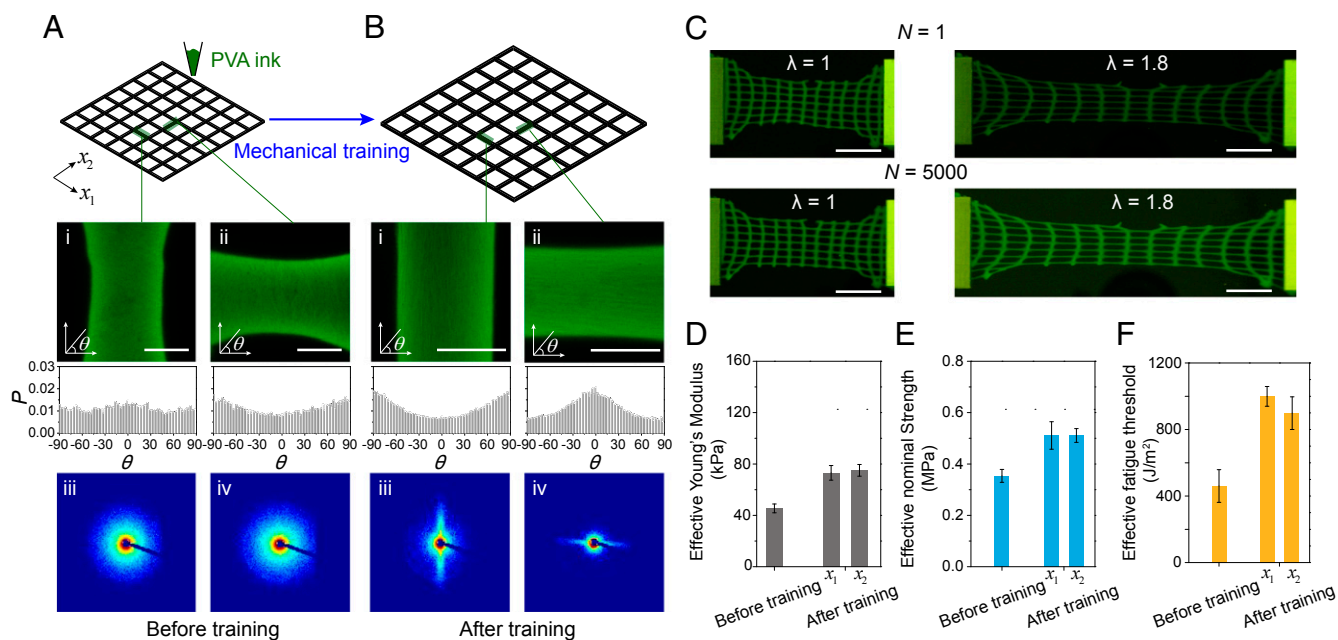 A
B
C
PVA ink
Mechanical training
x₂
x₁
N = 1
λ = 1
λ = 1.8
N = 5000
λ = 1
λ = 1.8
i
ii
i
ii
θ
θ
θ
θ
P
0.03
0.02
0.01
0.00
-90 -60 -30 0 30 60 90
-90 -60 -30 0 30 60 90
-90 -60 -30 0 30 60 90
-90 -60 -30 0 30 60 90
θ
θ
θ
θ
iii
iv
iii
iv
Before training
After training
D
Effective Young's Modulus
(kPa)
160
120
80
40
0
x₁
x₂
Before training
After training
E
Effective nominal Strength
(MPa)
0.8
0.6
0.4
0.2
0.0
x₁
x₂
Before training
After training
F
Effective fatigue threshold
(J/m²)
1200
800
400
0
x₁
x₂
Before training
After training